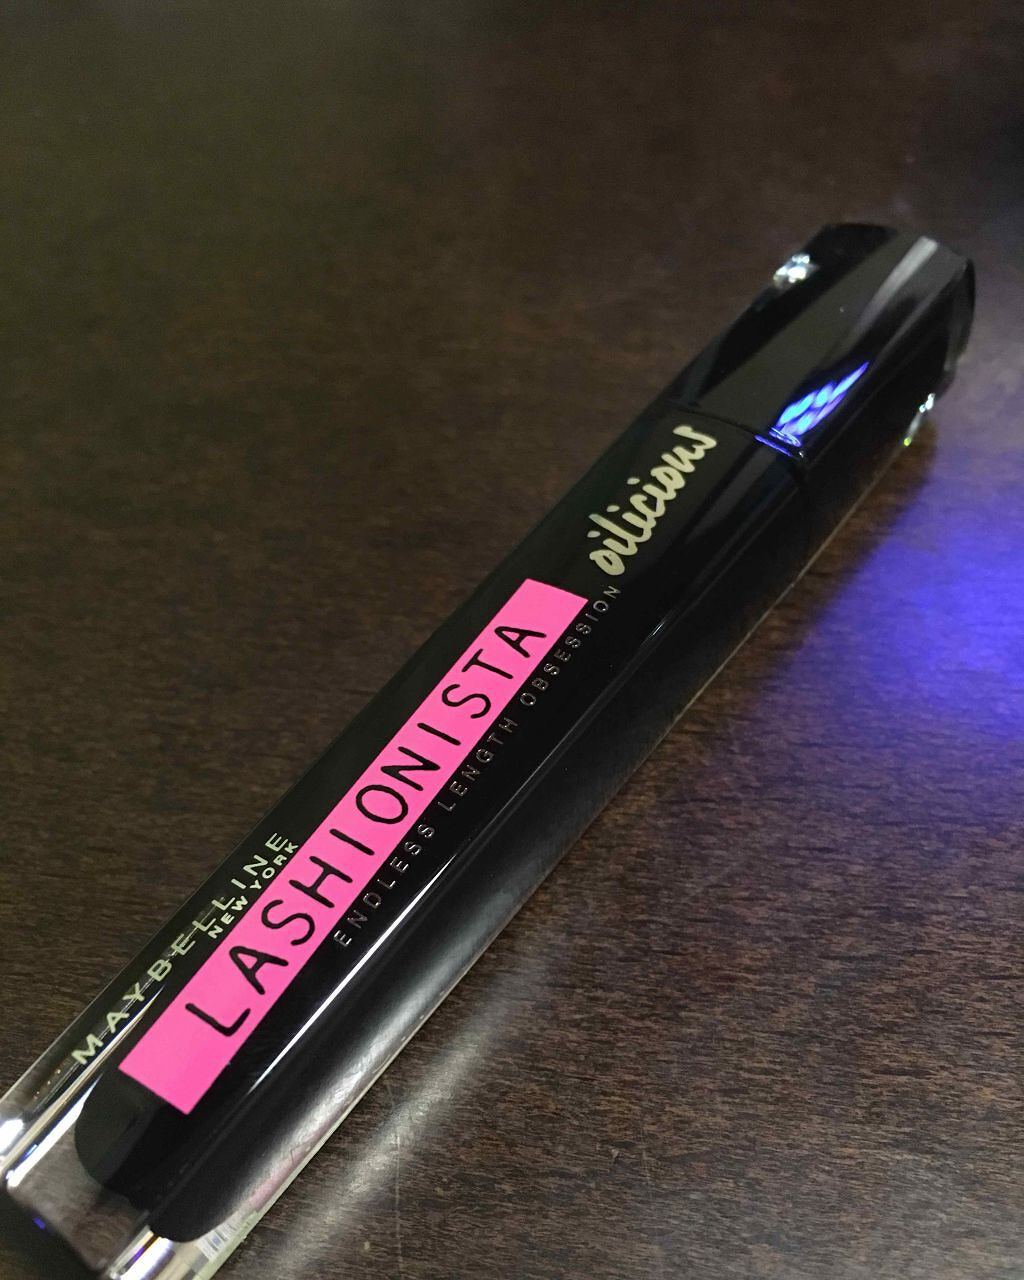 MAYBELLINE
NEW YORK
LASHIONISTA
ENDLESS LENGTH OBSESSION
oilicious